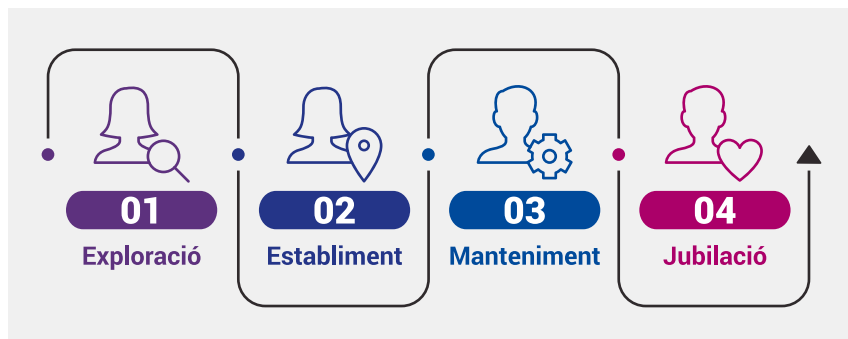 01
Exploració
02
Establiment
03
Manteniment
04
Jubilació